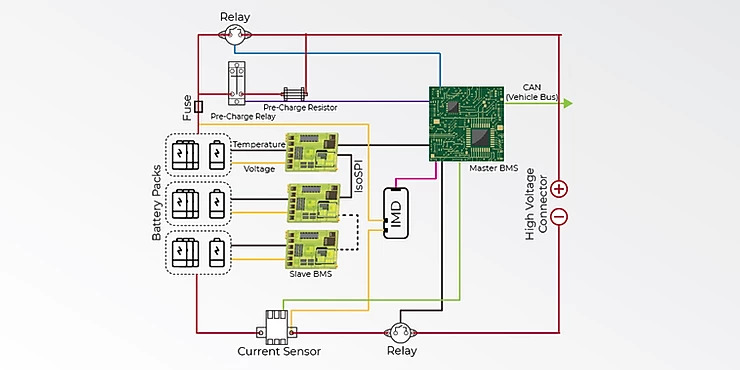 Relay
CAN
(Vehicle Bus)
Fuse
Pre-Charge Resistor
Pre-Charge Relay
Temperature
Voltage
IsoSPI
Master BMS
Battery Packs
IMD
High Voltage
Connector
+
−
Slave BMS
Current Sensor
Relay